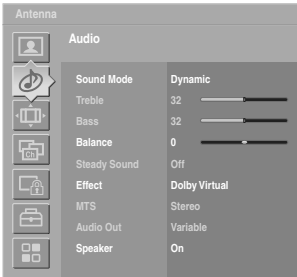 Antenna
Audio
Sound Mode Dynamic
Treble 32
Bass 32
Balance 0
Steady Sound Off
Effect Dolby Virtual
MTS Stereo
Audio Out Variable
Speaker On
Ch